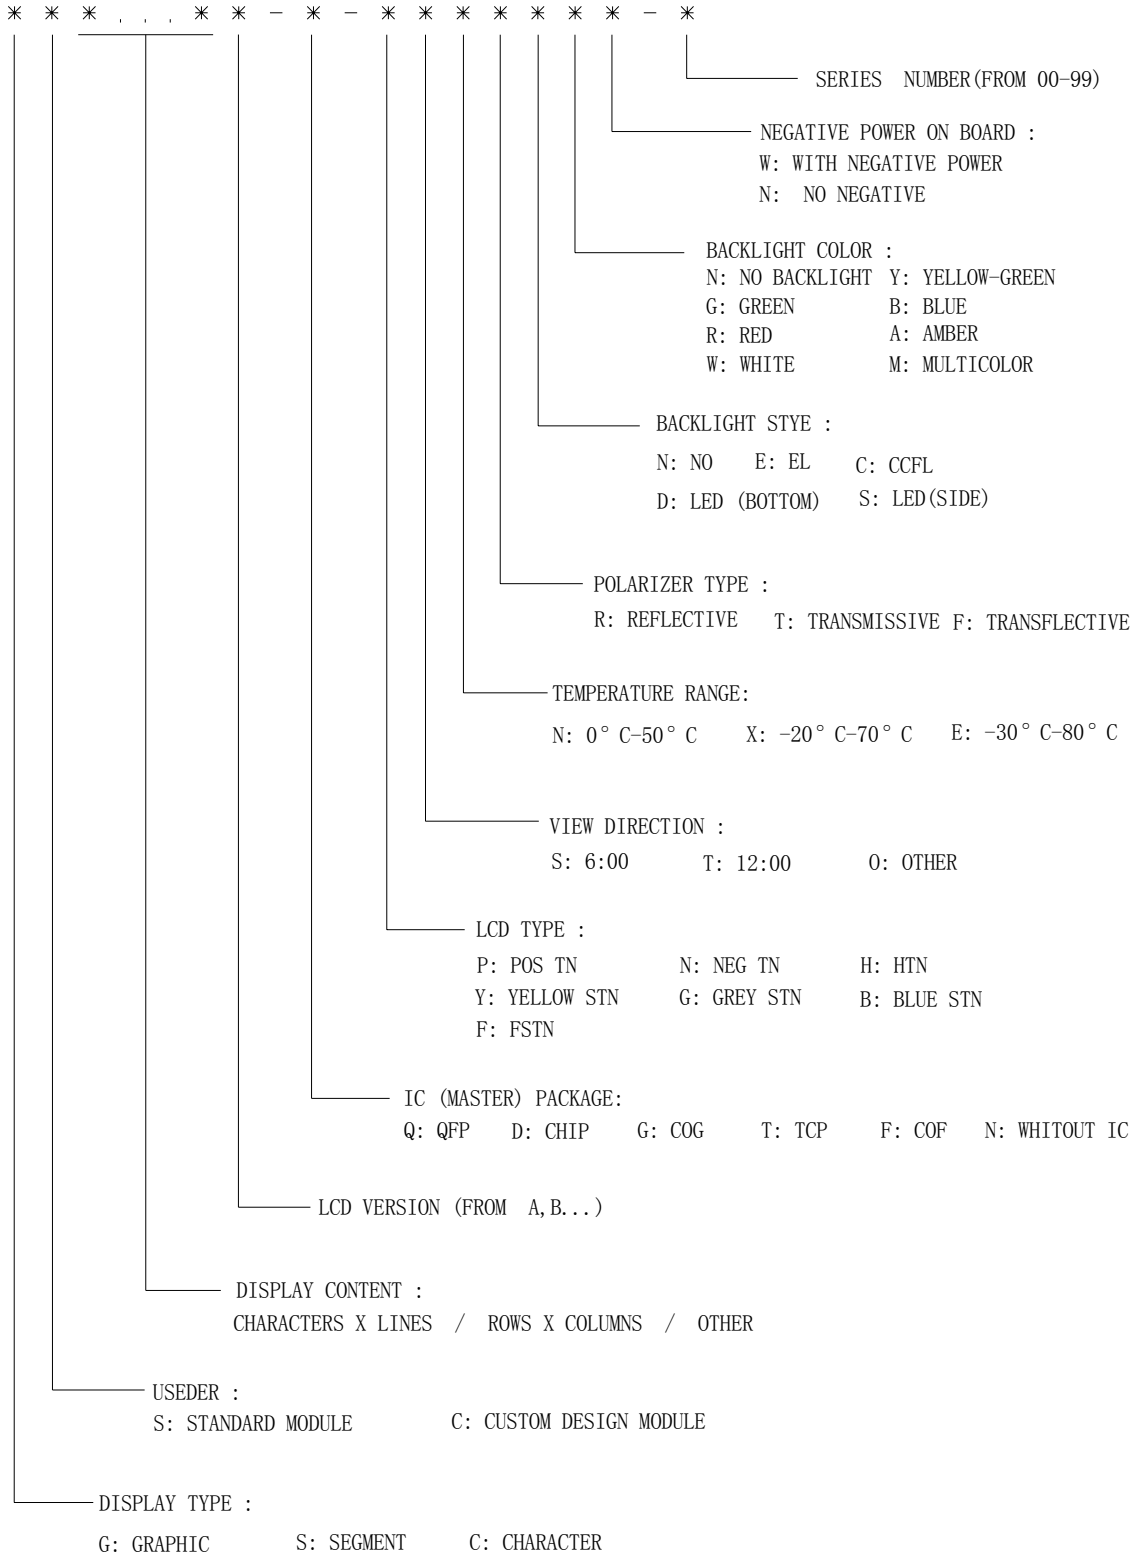 * * * . . . * * - * - * * * * * * * - *
SERIES NUMBER(FROM 00-99)
NEGATIVE POWER ON BOARD :
W: WITH NEGATIVE POWER
N: NO NEGATIVE
BACKLIGHT COLOR :
N: NO BACKLIGHT Y: YELLOW-GREEN
G: GREEN B: BLUE
R: RED A: AMBER
W: WHITE M: MULTICOLOR
BACKLIGHT STYE :
N: NO E: EL C: CCFL
D: LED (BOTTOM) S: LED(SIDE)
POLARIZER TYPE :
R: REFLECTIVE T: TRANSMISSIVE F: TRANSFLECTIVE
TEMPERATURE RANGE:
N: 0° C-50° C X: -20° C-70° C E: -30° C-80° C
VIEW DIRECTION :
S: 6:00 T: 12:00 O: OTHER
LCD TYPE :
P: POS TN N: NEG TN H: HTN
Y: YELLOW STN G: GREY STN B: BLUE STN
F: FSTN
IC (MASTER) PACKAGE:
Q: QFP D: CHIP G: COG T: TCP F: COF N: WHITOUT IC
LCD VERSION (FROM A,B...)
DISPLAY CONTENT :
CHARACTERS X LINES / ROWS X COLUMNS / OTHER
USEDER :
S: STANDARD MODULE C: CUSTOM DESIGN MODULE
DISPLAY TYPE :
G: GRAPHIC S: SEGMENT C: CHARACTER